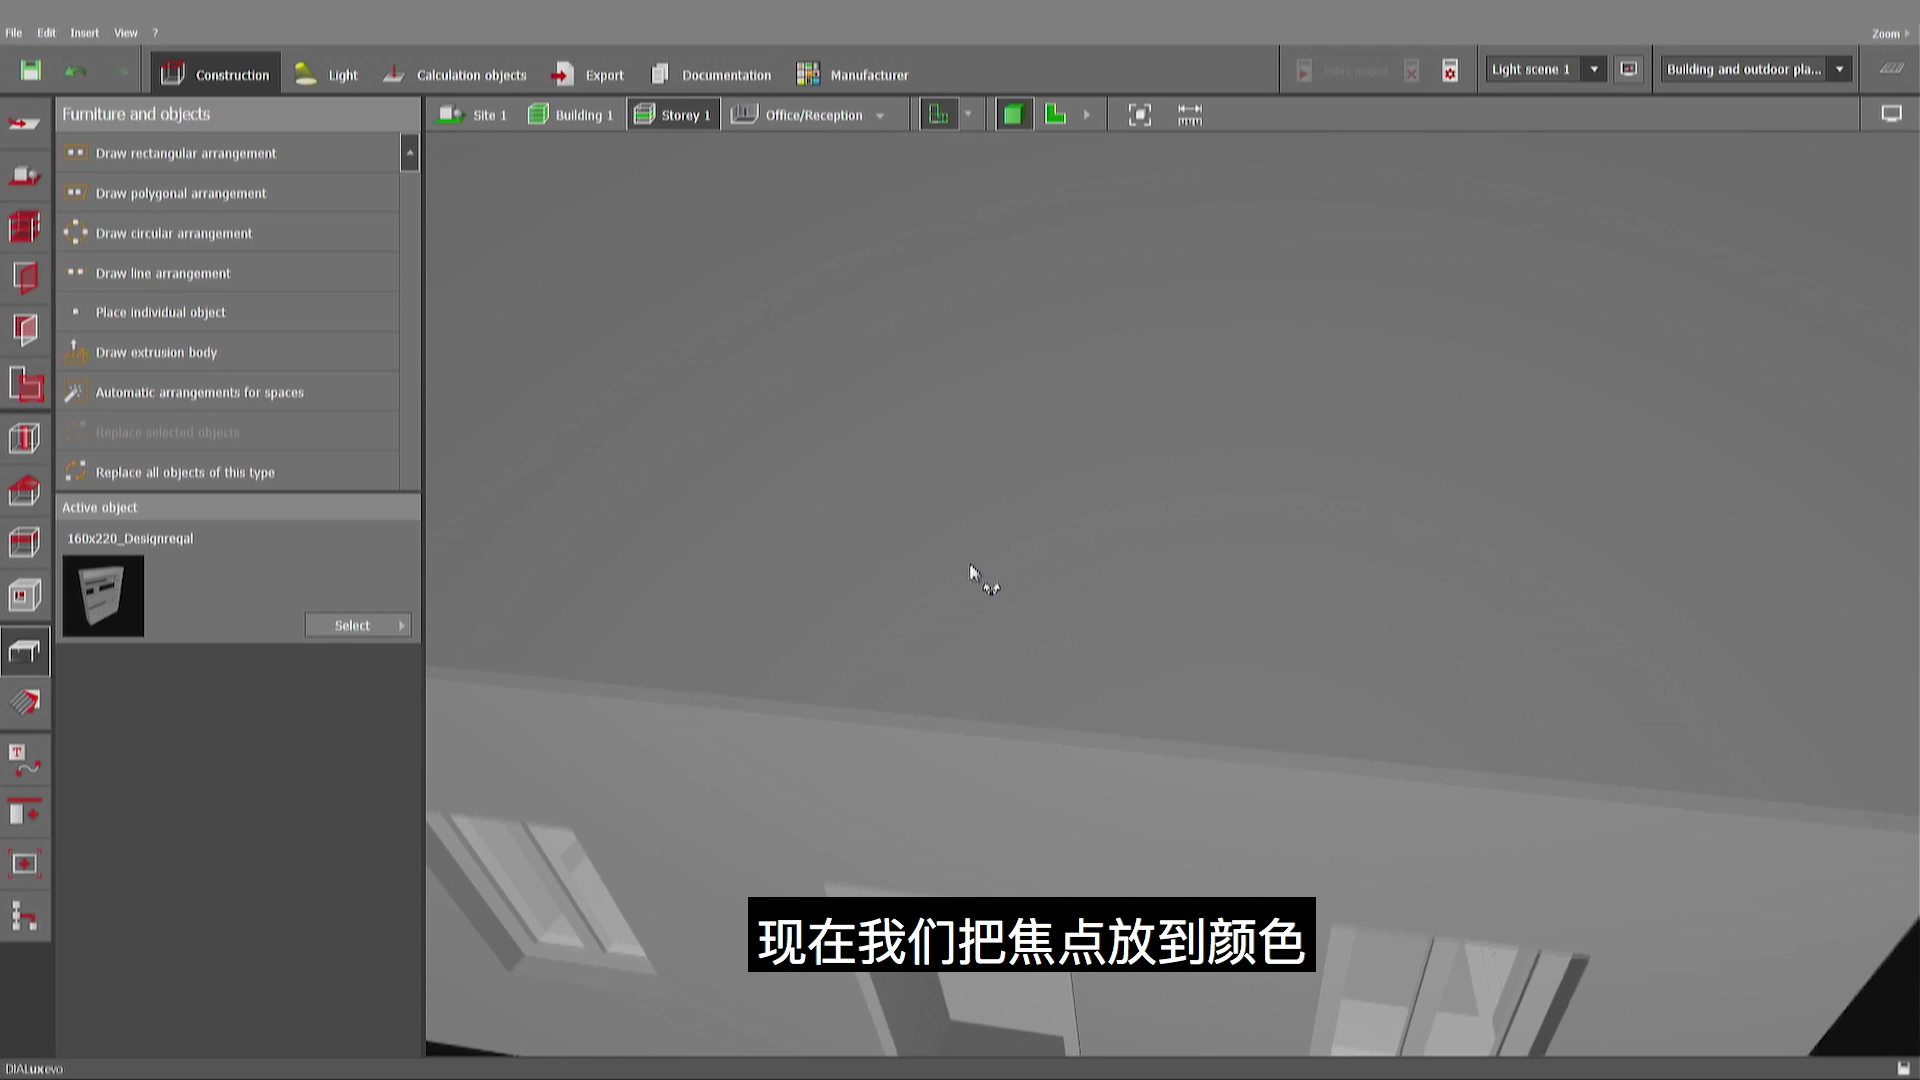 File Edit Insert View ?
Zoom
Construction Light Calculation objects Export Documentation Manufacturer
Entire project
Light scene 1
Building and outdoor pla...
Furniture and objects
Site 1 Building 1 Storey 1 Office/Reception
Draw rectangular arrangement
Draw polygonal arrangement
Draw circular arrangement
Draw line arrangement
Place individual object
Draw extrusion body
Automatic arrangements for spaces
Replace selected objects
Replace all objects of this type
Active object
160x220_Designregal
Select
现在我们把焦点放到颜色
DIALuxevo